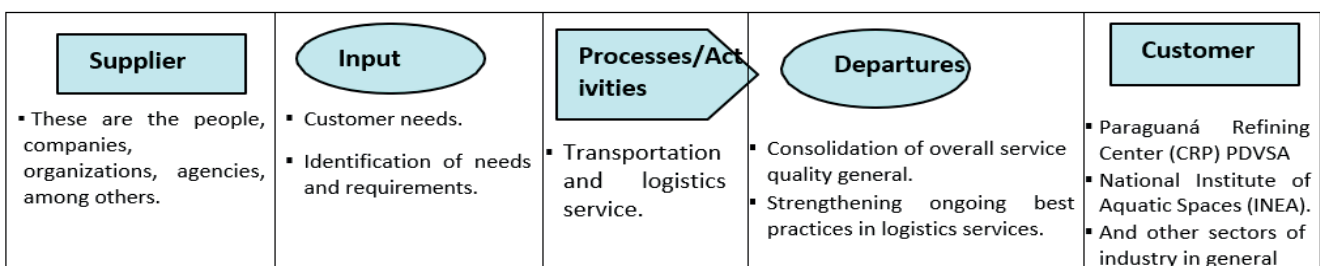 Supplier
▪ These are the people,
companies,
organizations, agencies,
among others.
Input
▪ Customer needs.
▪ Identification of needs
and requirements.
Processes/Act
ivities
▪ Transportation
and logistics
service.
Departures
▪ Consolidation of overall service
quality general.
▪ Strengthening ongoing best
practices in logistics services.
Customer
▪ Paraguaná Refining
Center (CRP) PDVSA
▪ National Institute of
Aquatic Spaces (INEA).
▪ And other sectors of
industry in general